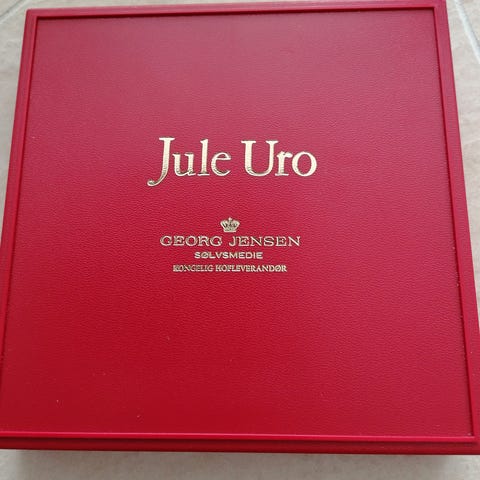 Jule Uro
GEORG JENSEN
SØLVSMEDIE
KONGELIG HOFLEVERANDØR